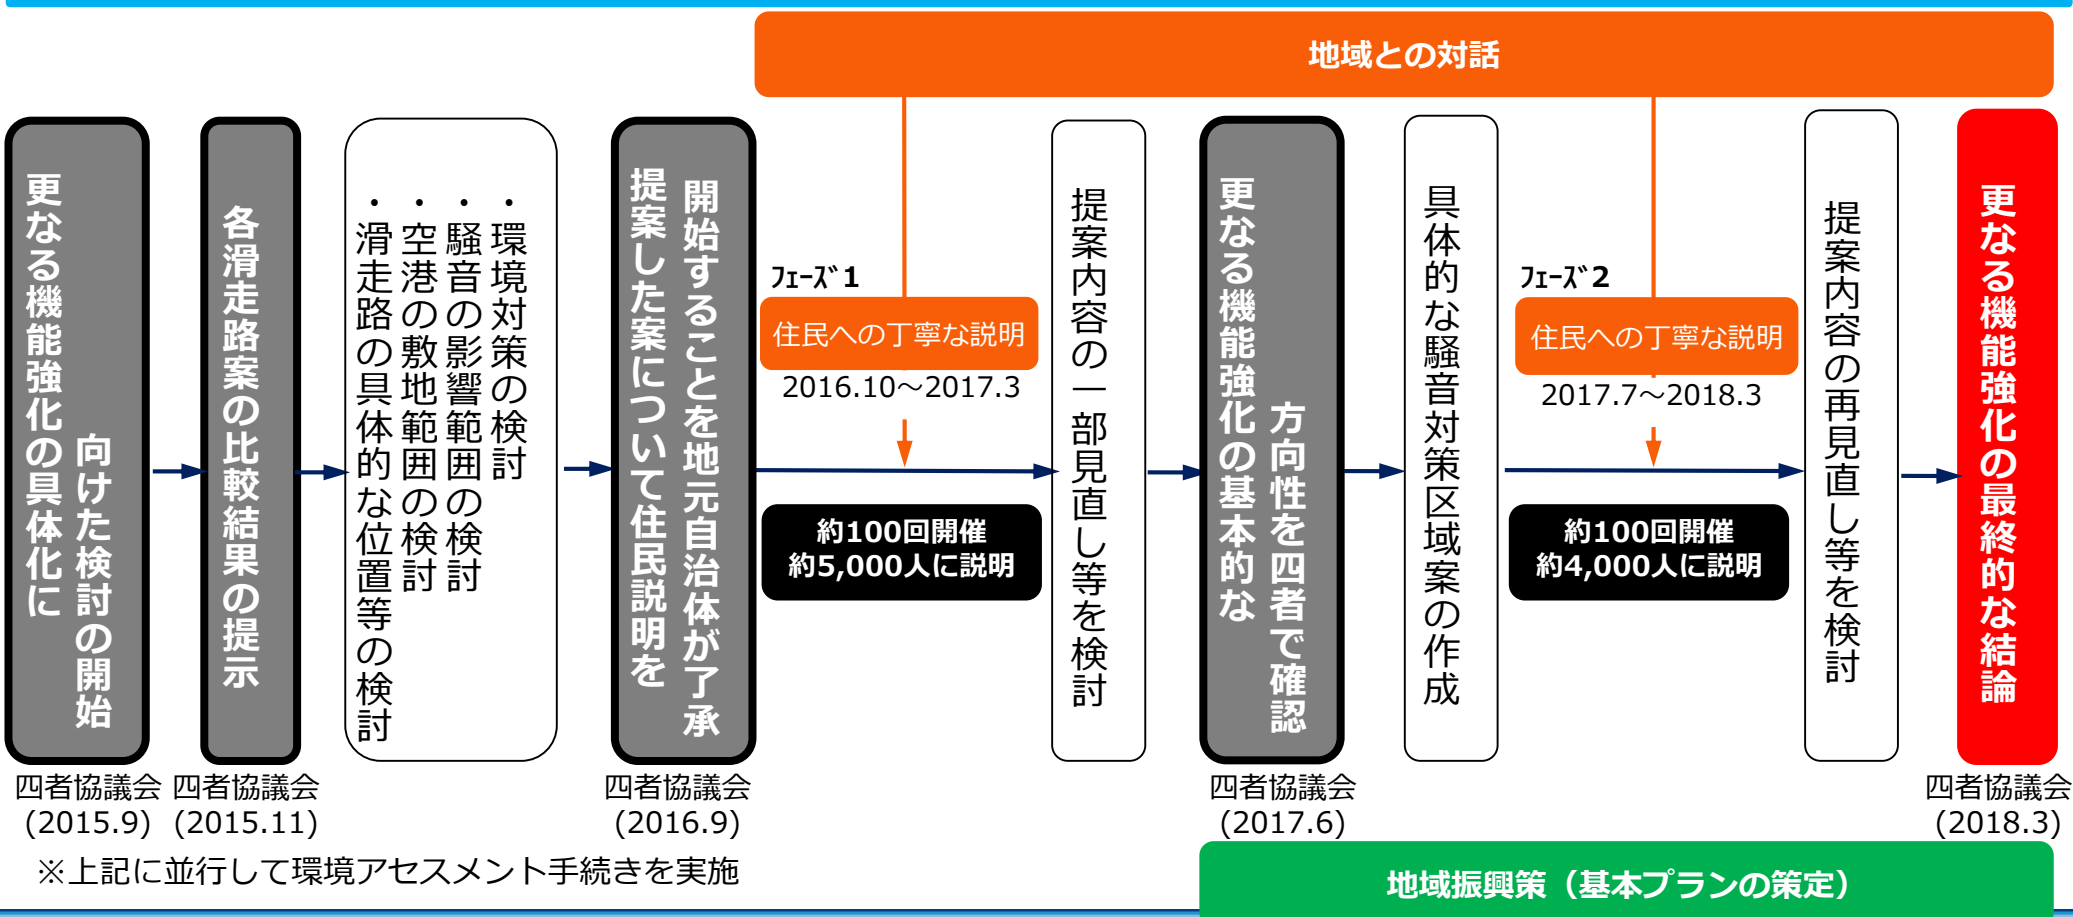 地域との対話
更なる機能強化の具体化に
向けた検討の開始
四者協議会
(2015.9)
各滑走路案の比較結果の提示
四者協議会
(2015.11)
・環境対策の検討
・騒音の影響範囲の検討
・空港の敷地範囲の検討
・滑走路の具体的な位置等の検討
提案した案について住民説明を
開始することを地元自治体が了承
四者協議会
(2016.9)
ﾌｪｰｽﾞ1
住民への丁寧な説明
2016.10～2017.3
約100回開催
約5,000人に説明
提案内容の一部見直し等を検討
更なる機能強化の基本的な
方向性を四者で確認
四者協議会
(2017.6)
具体的な騒音対策区域案の作成
ﾌｪｰｽﾞ2
住民への丁寧な説明
2017.7～2018.3
約100回開催
約4,000人に説明
提案内容の再見直し等を検討
更なる機能強化の最終的な結論
四者協議会
(2018.3)
※上記に並行して環境アセスメント手続きを実施
地域振興策（基本プランの策定）